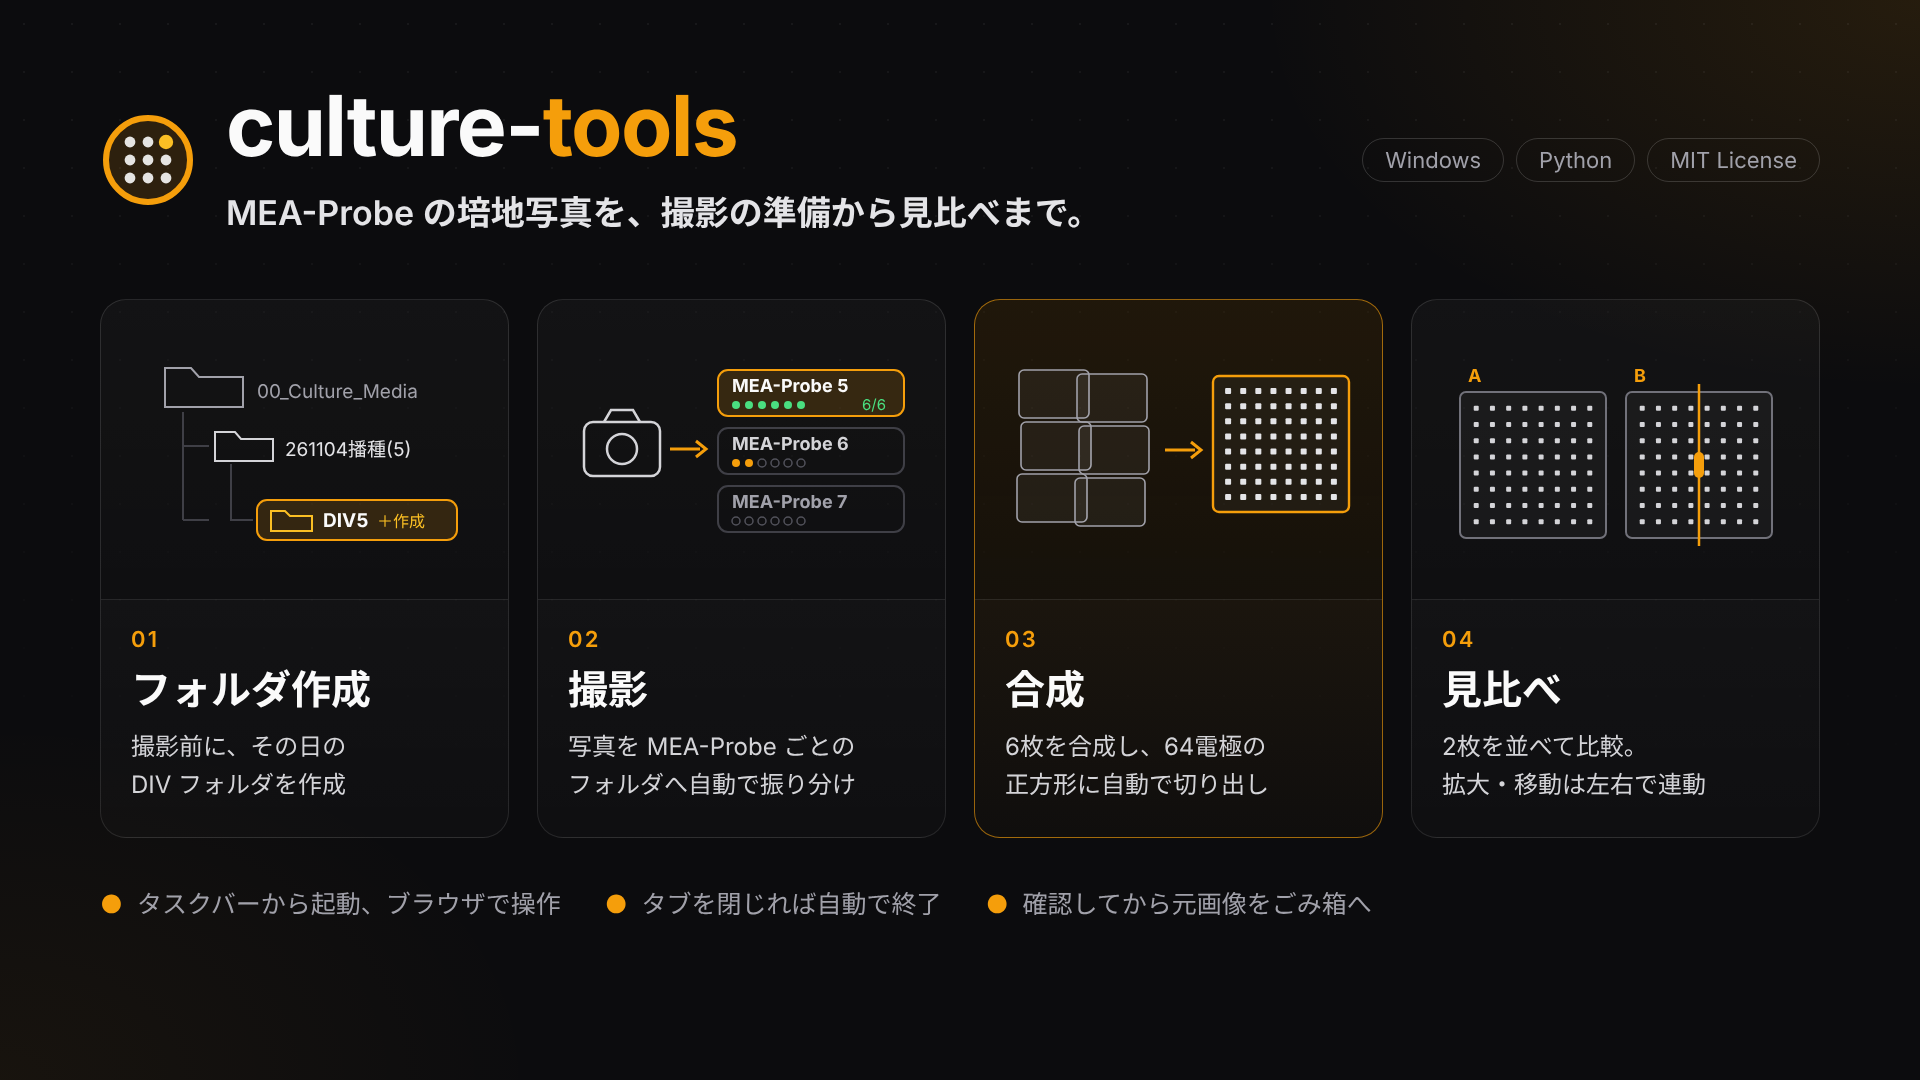 culture-tools
MEA-Probe の培地写真を、撮影の準備から見比べまで。
Windows
Python
MIT License
00_Culture_Media
261104播種(5)
DIV5 +作成
01
フォルダ作成
撮影前に、その日の
DIV フォルダを作成
MEA-Probe 5
6/6
MEA-Probe 6
MEA-Probe 7
02
撮影
写真を MEA-Probe ごとの
フォルダへ自動で振り分け
03
合成
6枚を合成し、64電極の
正方形に自動で切り出し
A
B
04
見比べ
2枚を並べて比較。
拡大・移動は左右で連動
タスクバーから起動、ブラウザで操作
タブを閉じれば自動で終了
確認してから元画像をごみ箱へ